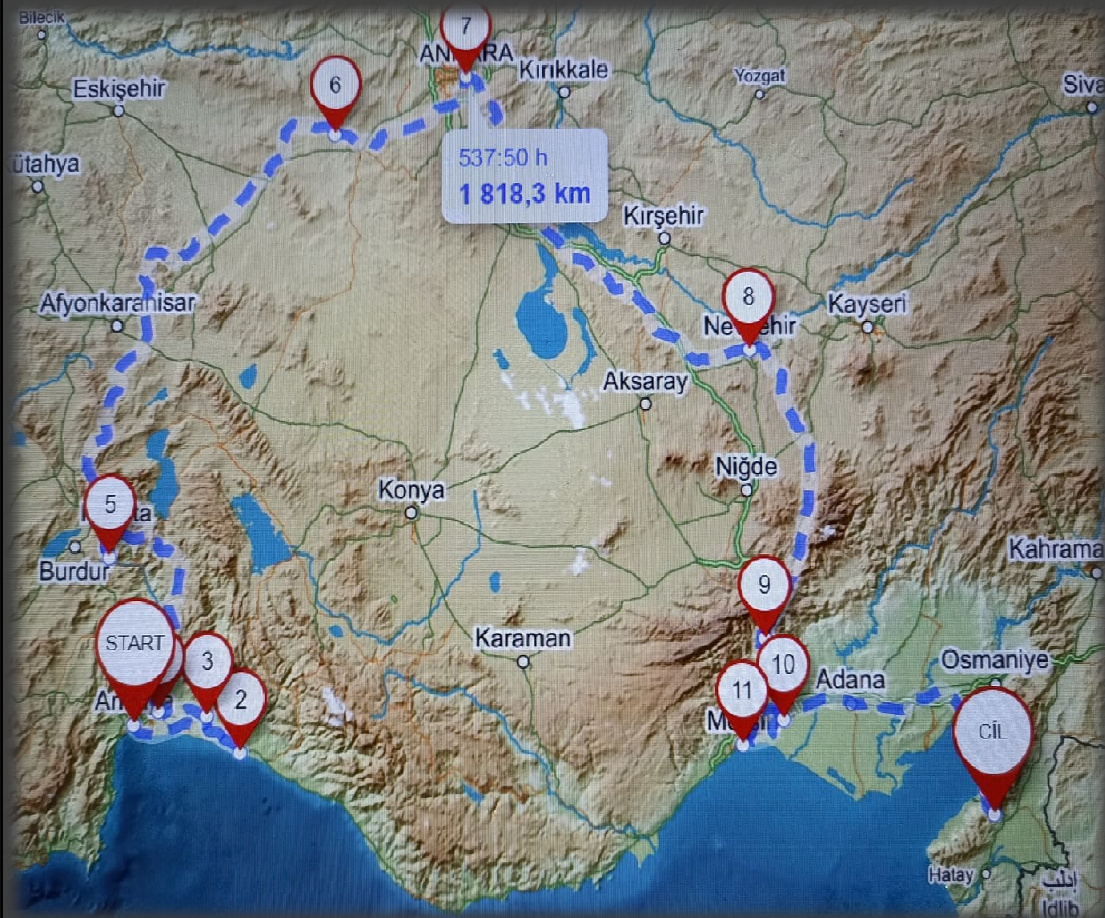 Bilecik
7
Kırıkkale
6
Yozgat
Eskişehir
Siva
ütahya
537:50 h
1 818,3 km
Kırşehir
8
Afyonkarahisar
Kayseri
Aksaray
Niğde
Konya
5
Kahrama
Burdur
9
START
Karaman
3
10
Osmaniye
Adana
11
2
CİL
Hatay
إدلب
Idlib